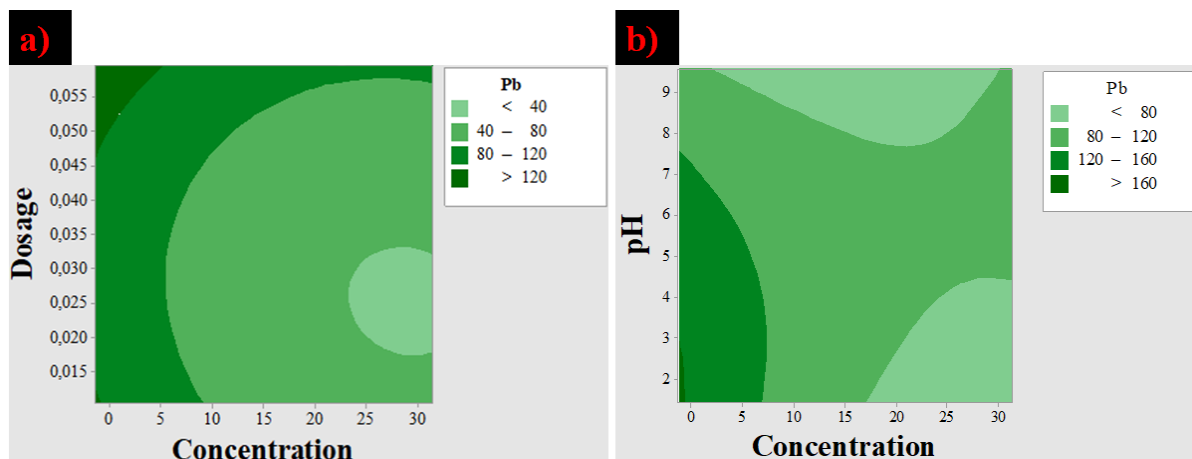 a)
Dosage
0,055
0,050
0,045
0,040
0,035
0,030
0,025
0,020
0,015
0 5 10 15 20 25 30
Concentration
Pb
< 40
40 – 80
80 – 120
> 120
b)
pH
9
8
7
6
5
4
3
2
0 5 10 15 20 25 30
Concentration
Pb
< 80
80 – 120
120 – 160
> 160